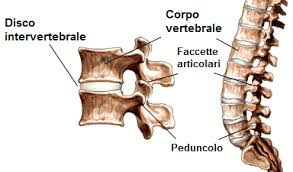 Disco
intervertebrale
Corpo
vertebrale
Faccette
articolari
Peduncolo